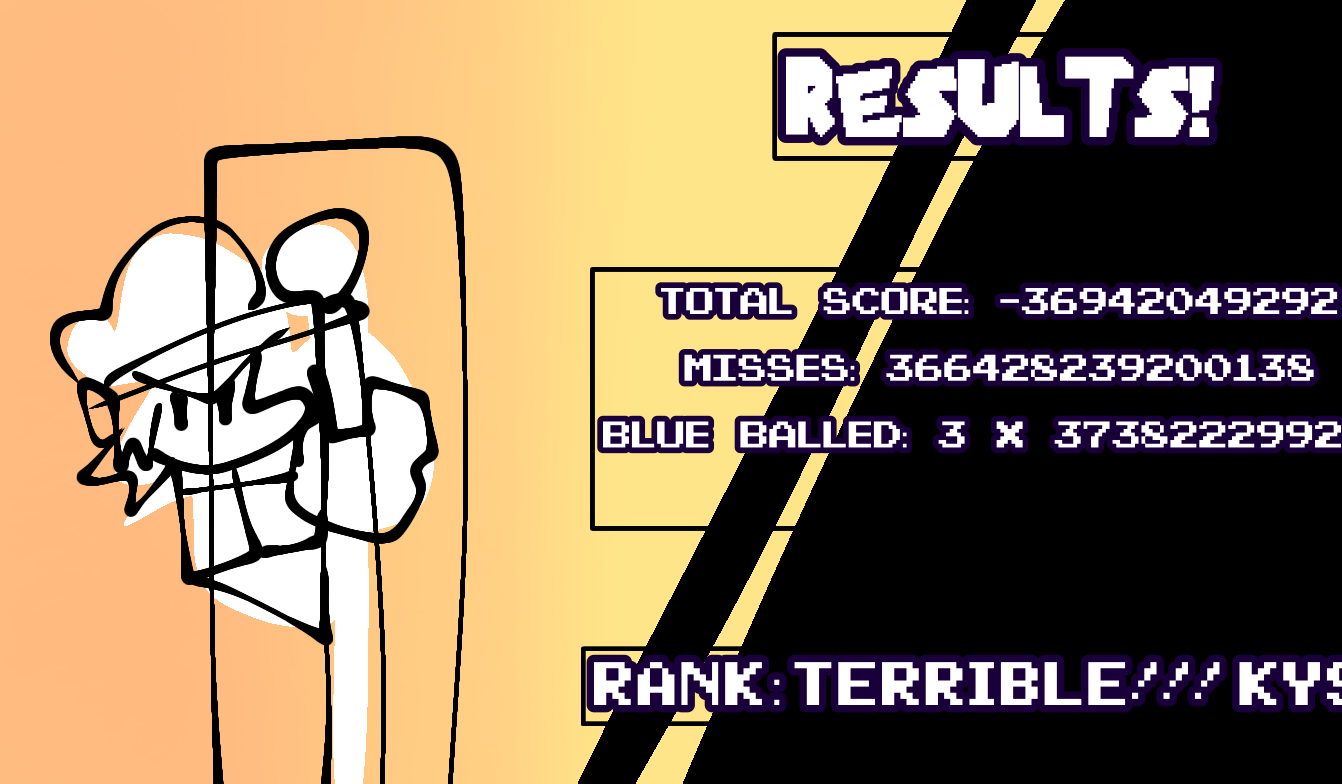 RESULTS!
TOTAL SCORE: -36942049292
MISSES: 366428239200138
BLUE BALLED: 3 X 3738222992
RANK: TERRIBLE!!! KYS